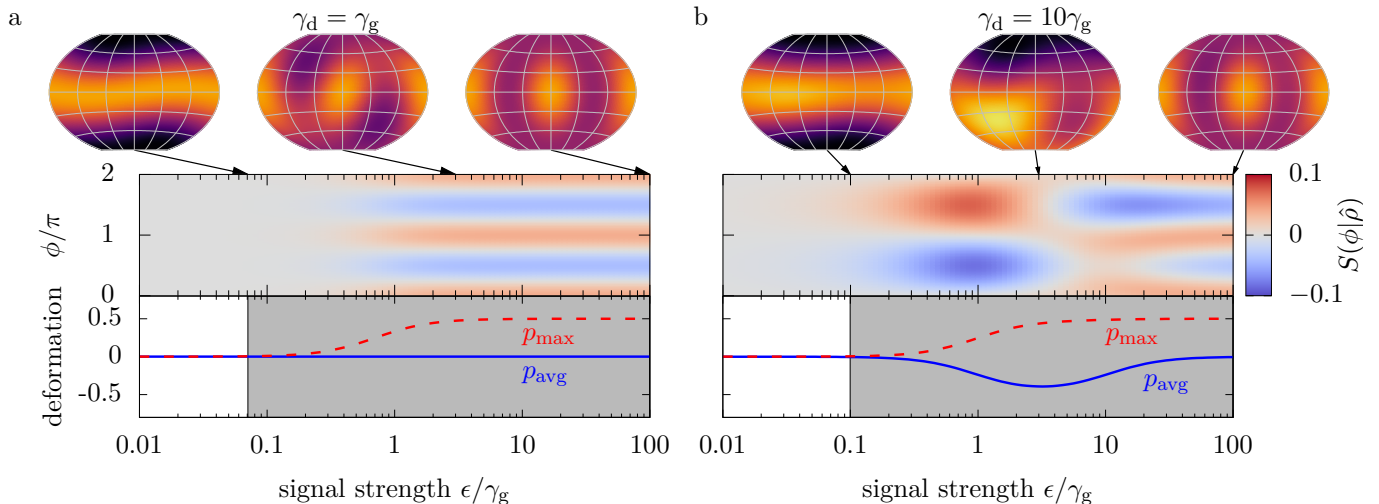 a
γd = γg
b
γd = 10γg
ϕ/π
2
1
0
0.1
0
−0.1
S(ϕ|ρ̂)
deformation
0.5
0
-0.5
pmax
pavg
pmax
pavg
0.01
0.1
1
10
100
0.01
0.1
1
10
100
signal strength ϵ/γg
signal strength ϵ/γg